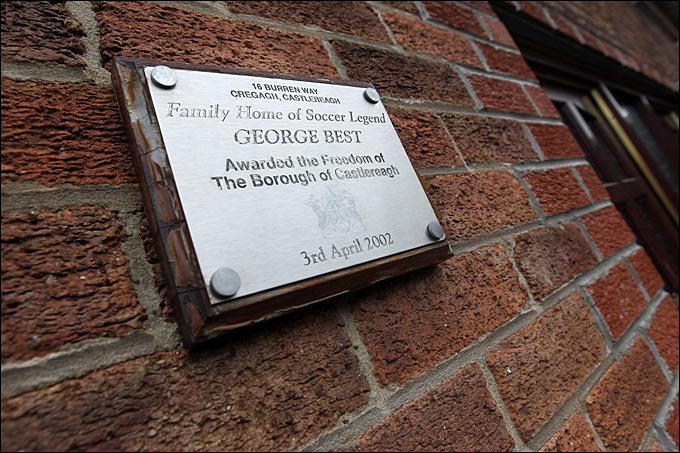 16 BURREN WAY
CREGAGH, CASTLEREAGH
Family Home of Soccer Legend
GEORGE BEST
Awarded the Freedom of
The Borough of Castlereagh
3rd April 2002